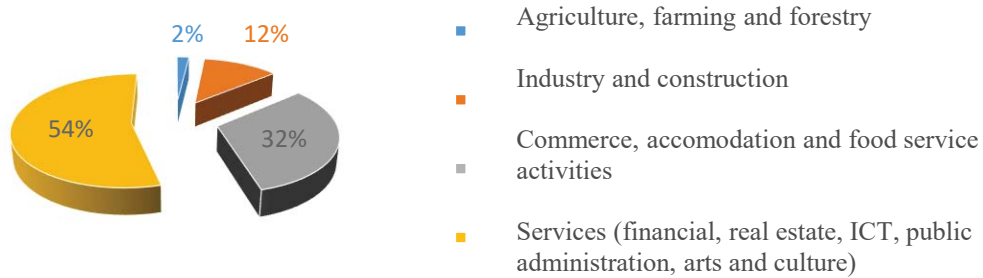 2%
12%
54%
32%
Agriculture, farming and forestry
Industry and construction
Commerce, accomodation and food service
activities
Services (financial, real estate, ICT, public
administration, arts and culture)